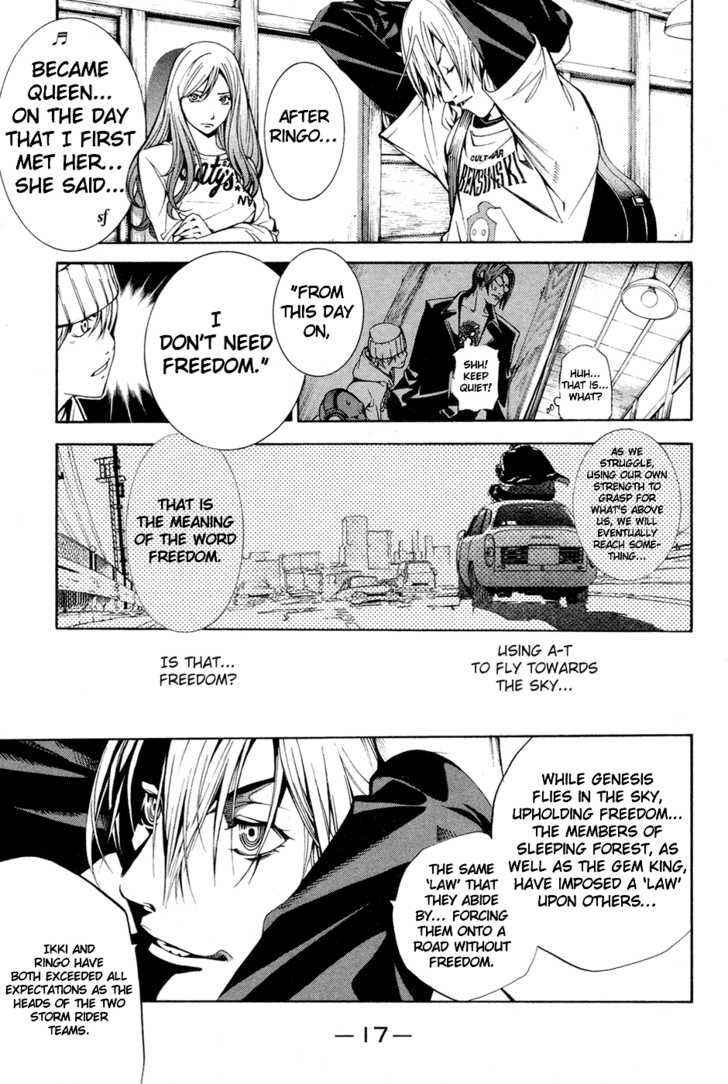 AFTER
RINGO...
♬
BECAME
QUEEN...
ON THE DAY
THAT I FIRST
MET HER...
SHE SAID...
sf
CULT-WAR
BEKSINSKI
HUH...
THAT IS...
WHAT?
SHH!
KEEP
QUIET!
"FROM
THIS DAY
ON,
I
DON'T NEED
FREEDOM."
AS WE
STRUGGLE,
USING OUR OWN
STRENGTH TO
GRASP FOR
WHAT'S ABOVE
US, WE WILL
EVENTUALLY
REACH SOME-
THING...
THAT IS
THE MEANING
OF THE WORD
FREEDOM.
USING A-T
TO FLY TOWARDS
THE SKY...
IS THAT...
FREEDOM?
WHILE GENESIS
FLIES IN THE SKY,
UPHOLDING FREEDOM...
THE MEMBERS OF
SLEEPING FOREST, AS
WELL AS THE GEM KING,
HAVE IMPOSED A 'LAW'
UPON OTHERS...
THE SAME
'LAW' THAT
THEY ABIDE
BY... FORCING
THEM ONTO A
ROAD WITHOUT
FREEDOM.
IKKI AND
RINGO HAVE
BOTH EXCEEDED ALL
EXPECTATIONS AS THE
HEADS OF THE TWO
STORM RIDER
TEAMS.
—17—